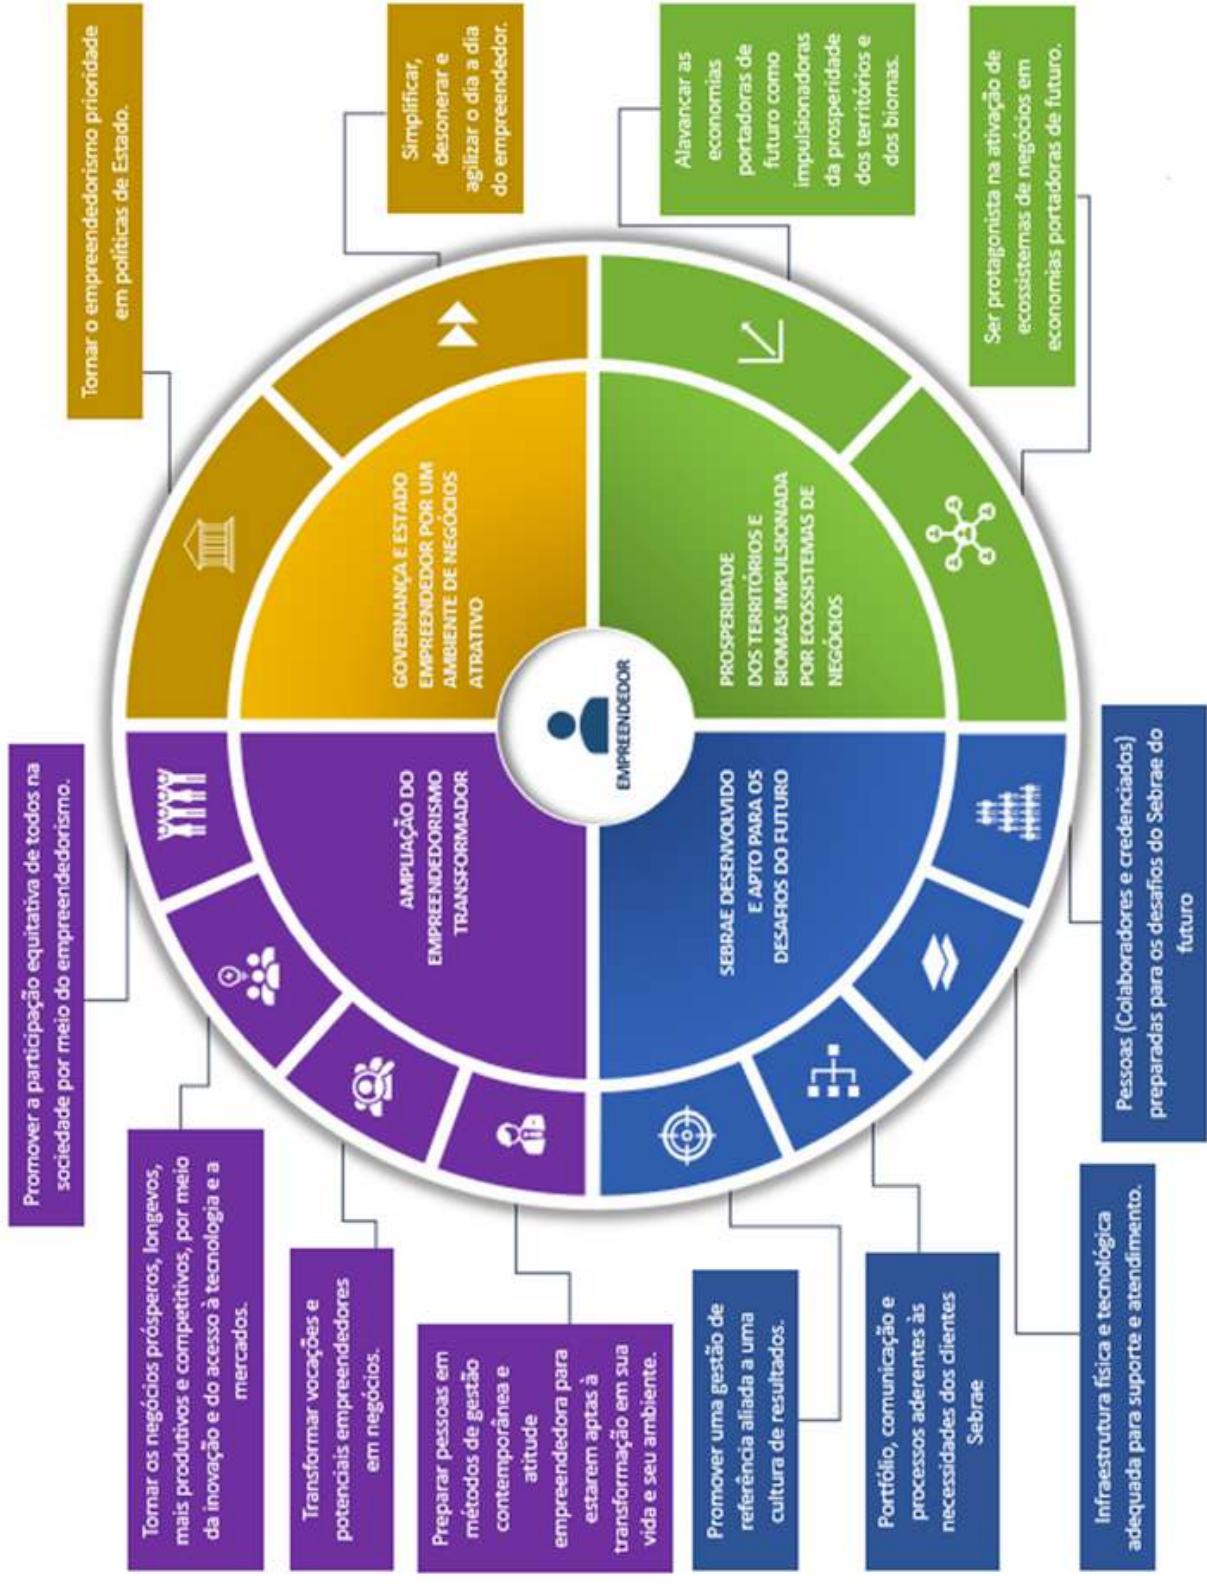 Promover a participação equitativa de todos na
sociedade por meio do empreendedorismo.
Tornar os negócios prósperos, longevos,
mais produtivos e competitivos, por meio
da inovação e do acesso à tecnologia e a
mercados.
Transformar vocações e
potenciais empreendedores
em negócios.
Preparar pessoas em
métodos de gestão
contemporânea e
atitude
empreendedora para
estarem aptas à
transformação em sua
vida e seu ambiente.
Promover uma gestão de
referência aliada a uma
cultura de resultados.
Portfólio, comunicação e
processos aderentes às
necessidades dos clientes
Sebrae
Infraestrutura física e tecnológica
adequada para suporte e atendimento.
Pessoas (Colaboradores e credenciados)
preparadas para os desafios do Sebrae do
futuro
AMPLIAÇÃO DO
EMPREENDEDORISMO
TRANSFORMADOR
SEBRAE DESENVOLVIDO
E APTO PARA OS
DESAFIOS DO FUTURO
EMPREENDEDOR
GOVERNANÇA E ESTADO
EMPREENDEDOR POR UM
AMBIENTE DE NEGÓCIOS
ATRATIVO
PROSPERIDADE
DOS TERRITÓRIOS E
BIOMAS IMPULSIONADA
POR ECOSSISTEMAS DE
NEGÓCIOS
Tornar o empreendedorismo prioridade
em políticas de Estado.
Simplificar,
desonerar e
agilizar o dia a dia
do empreendedor.
Alavancar as
economias
portadoras de
futuro como
impulsionadoras
da prosperidade
dos territórios e
dos biomas.
Ser protagonista na ativação de
ecossistemas de negócios em
economias portadoras de futuro.